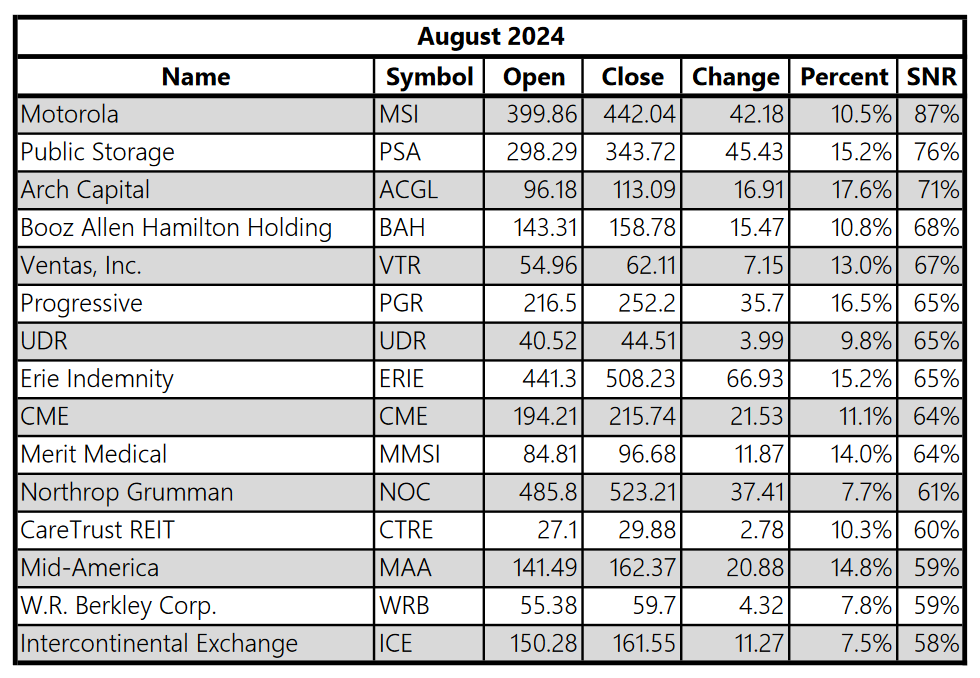 August 2024
Name Symbol Open Close Change Percent SNR
Motorola MSI 399.86 442.04 42.18 10.5% 87%
Public Storage PSA 298.29 343.72 45.43 15.2% 76%
Arch Capital ACGL 96.18 113.09 16.91 17.6% 71%
Booz Allen Hamilton Holding BAH 143.31 158.78 15.47 10.8% 68%
Ventas, Inc. VTR 54.96 62.11 7.15 13.0% 67%
Progressive PGR 216.5 252.2 35.7 16.5% 65%
UDR UDR 40.52 44.51 3.99 9.8% 65%
Erie Indemnity ERIE 441.3 508.23 66.93 15.2% 65%
CME CME 194.21 215.74 21.53 11.1% 64%
Merit Medical MMSI 84.81 96.68 11.87 14.0% 64%
Northrop Grumman NOC 485.8 523.21 37.41 7.7% 61%
CareTrust REIT CTRE 27.1 29.88 2.78 10.3% 60%
Mid-America MAA 141.49 162.37 20.88 14.8% 59%
W.R. Berkley Corp. WRB 55.38 59.7 4.32 7.8% 59%
Intercontinental Exchange ICE 150.28 161.55 11.27 7.5% 58%